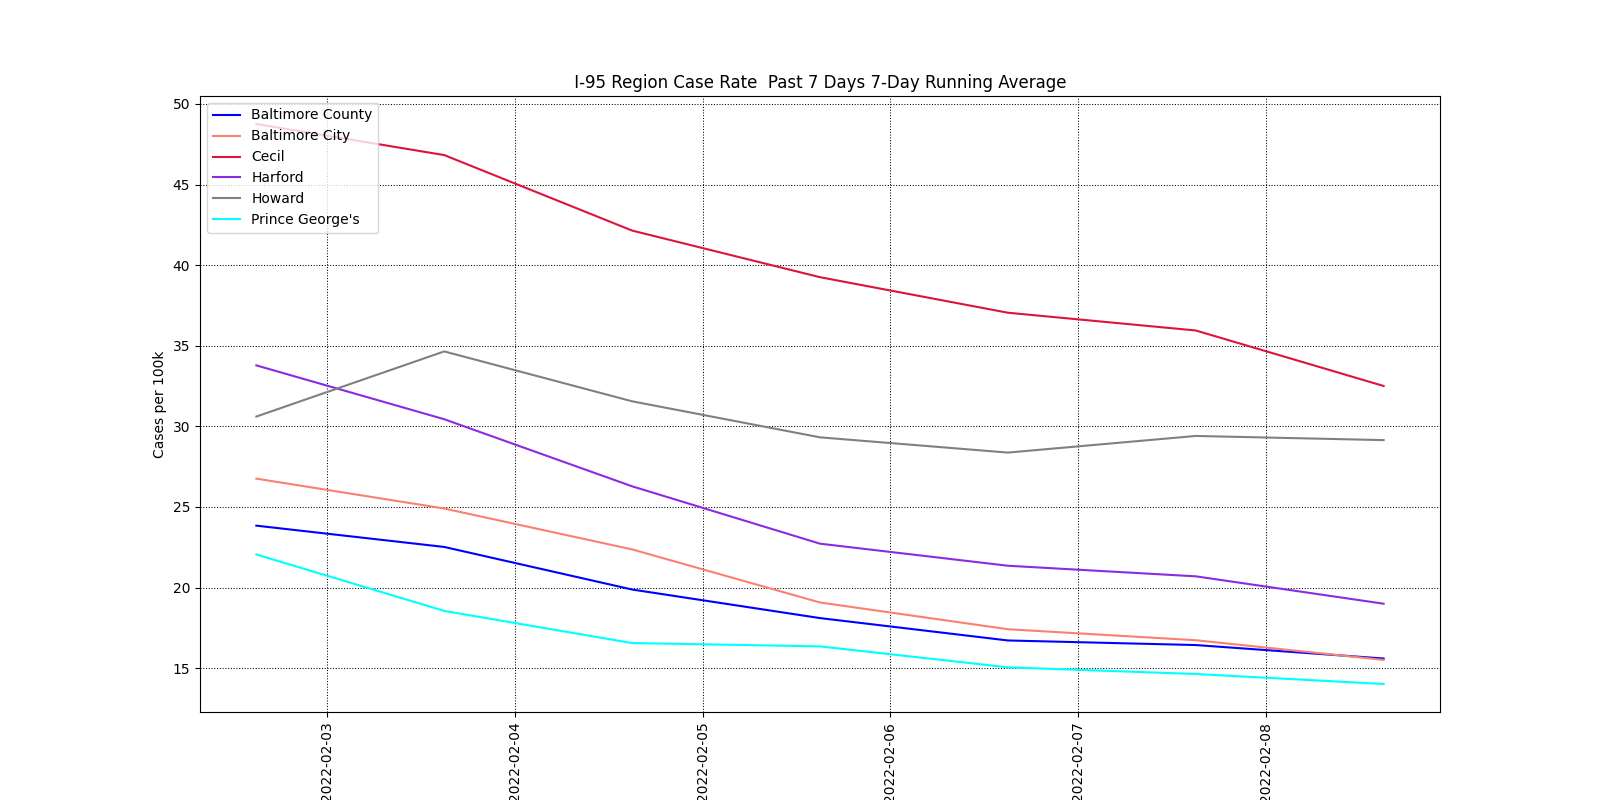 I-95 Region Case Rate  Past 7 Days 7-Day Running Average
Baltimore County
Baltimore City
Cecil
Harford
Howard
Prince George's
Cases per 100k
50
45
40
35
30
25
20
15
2022-02-03
2022-02-04
2022-02-05
2022-02-06
2022-02-07
2022-02-08